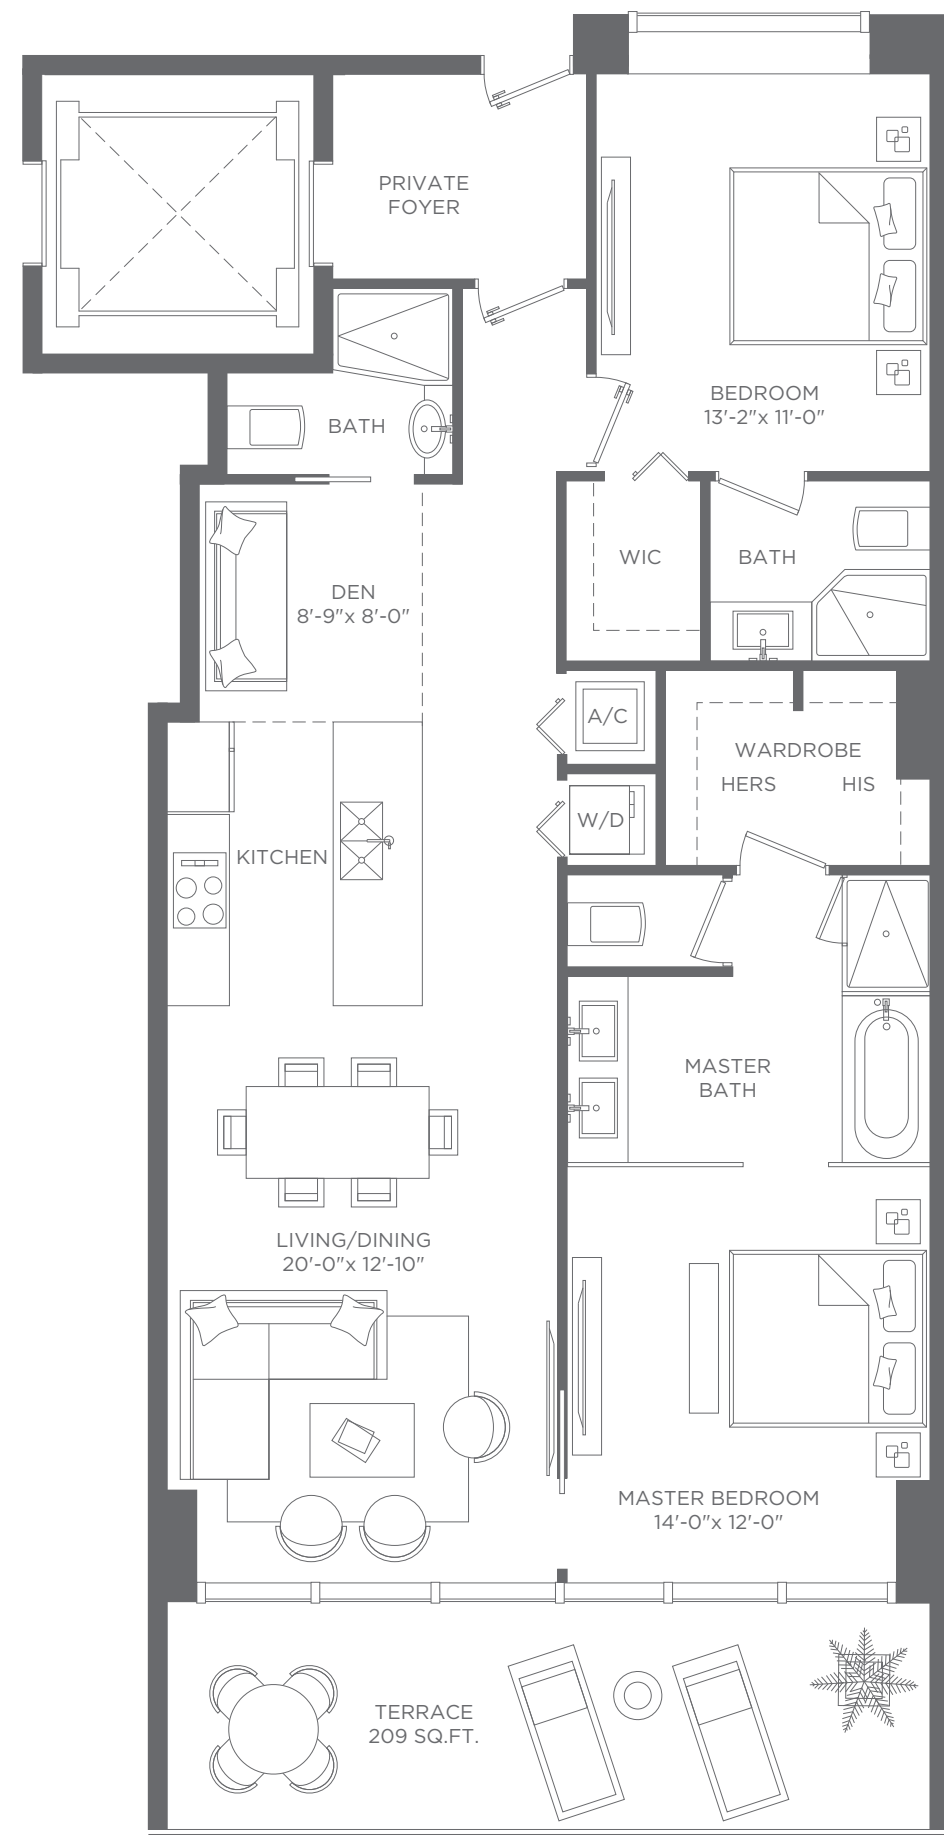 PRIVATE
FOYER
BEDROOM
13'-2"x 11'-0"
BATH
WIC
BATH
DEN
8'-9"x 8'-0"
A/C
WARDROBE
HERS HIS
W/D
KITCHEN
MASTER
BATH
LIVING/DINING
20'-0"x 12'-10"
MASTER BEDROOM
14'-0"x 12'-0"
TERRACE
209 SQ.FT.